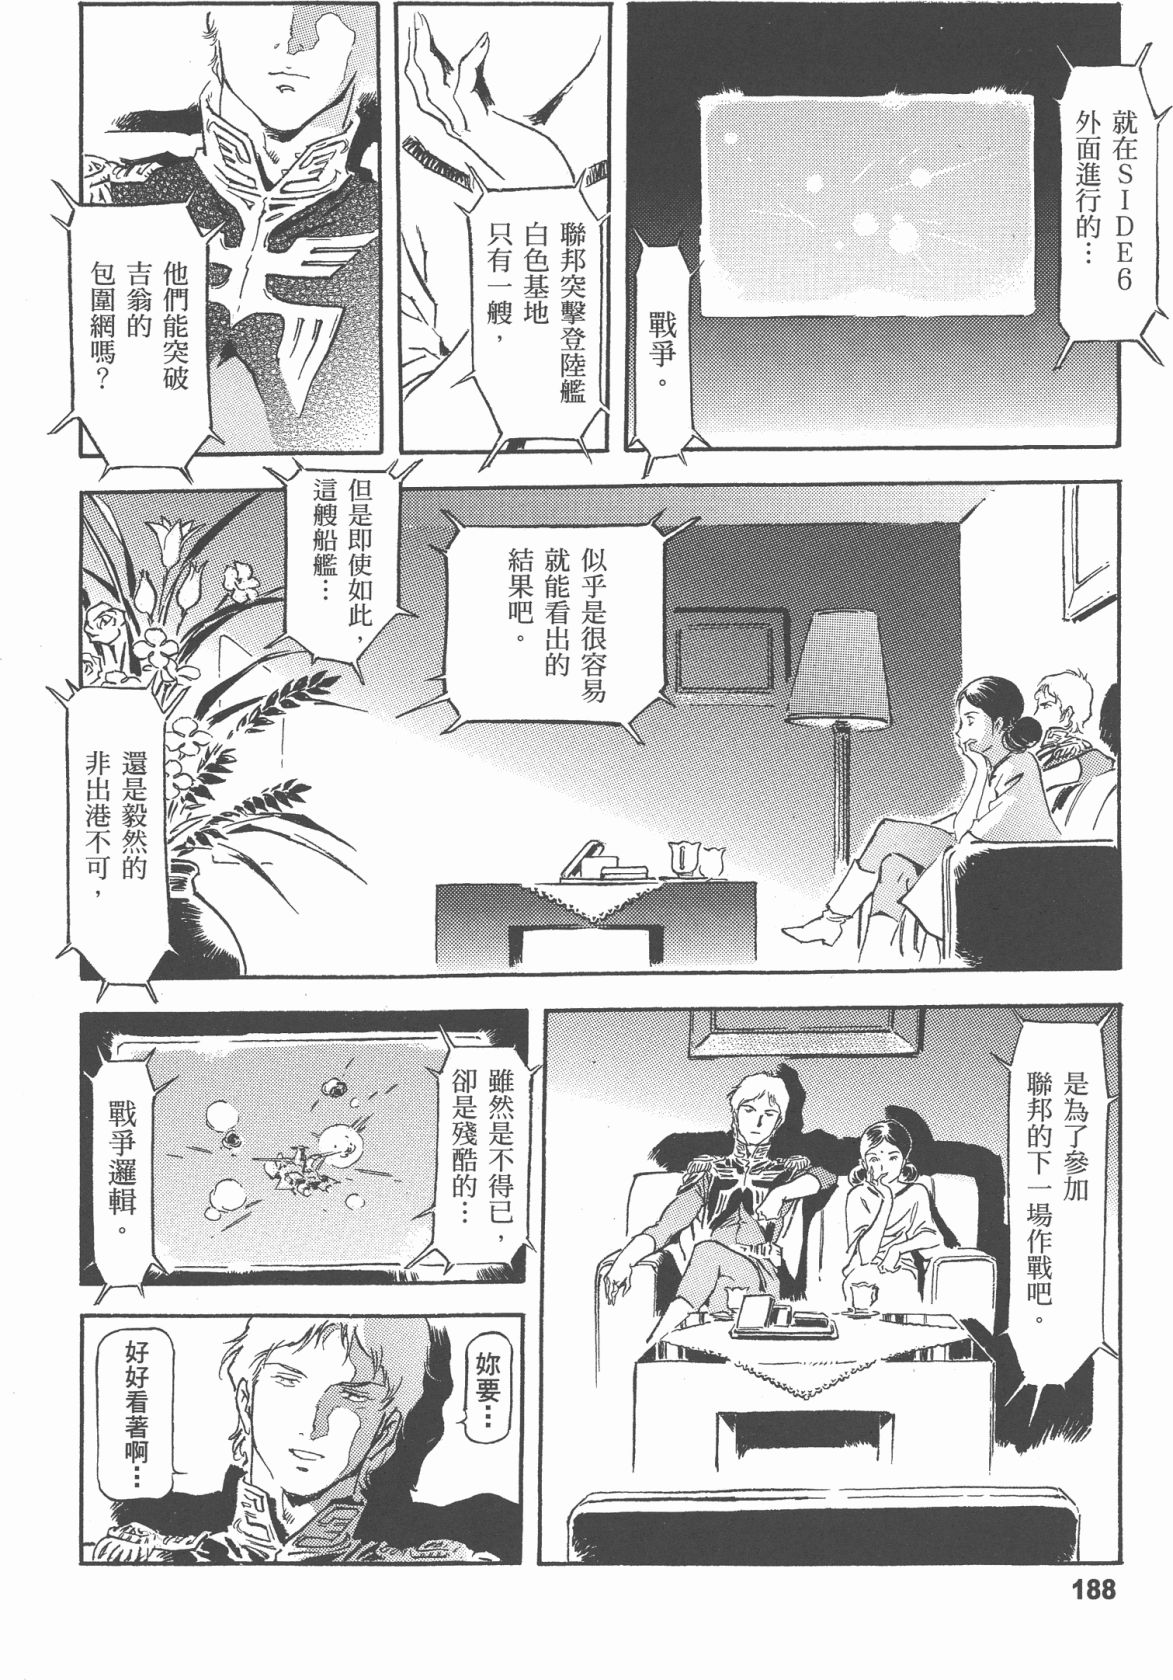 就在SIDE6
外面進行的…
戰爭。
聯邦突擊登陸艦
白色基地
只有一艘，
他們能突破
吉翁的
包圍網嗎？
似乎是很容易
就能看出的
結果吧。
但是即使如此，
這艘船艦…
還是毅然的
非出港不可，
是為了參加
聯邦的下一場作戰吧。
雖然是不得已，
卻是殘酷的…
戰爭邏輯。
妳要…
好好看著啊…
188